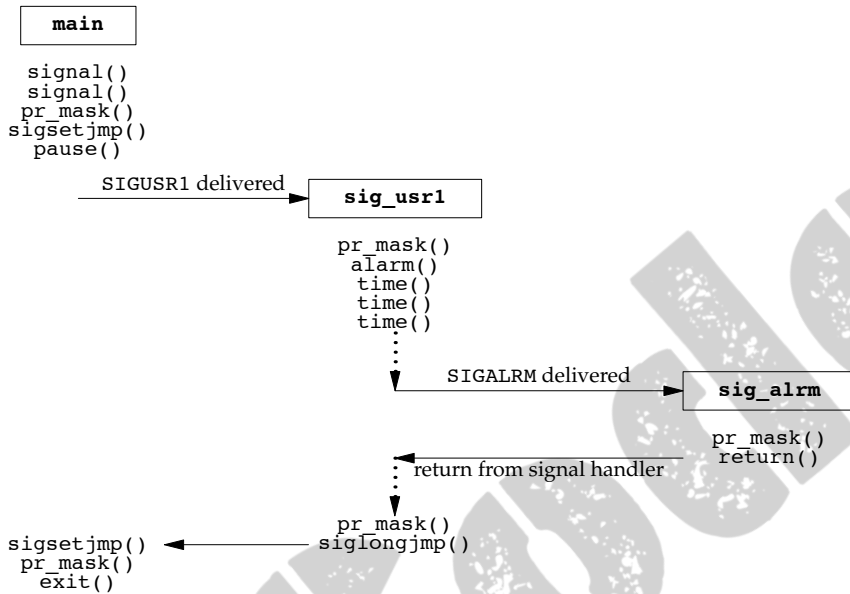 main
signal()
signal()
pr_mask()
sigsetjmp()
pause()
SIGUSR1 delivered
sig_usr1
pr_mask()
alarm()
time()
time()
time()
SIGALRM delivered
sig_alrm
pr_mask()
return()
return from signal handler
pr_mask()
siglongjmp()
sigsetjmp()
pr_mask()
exit()